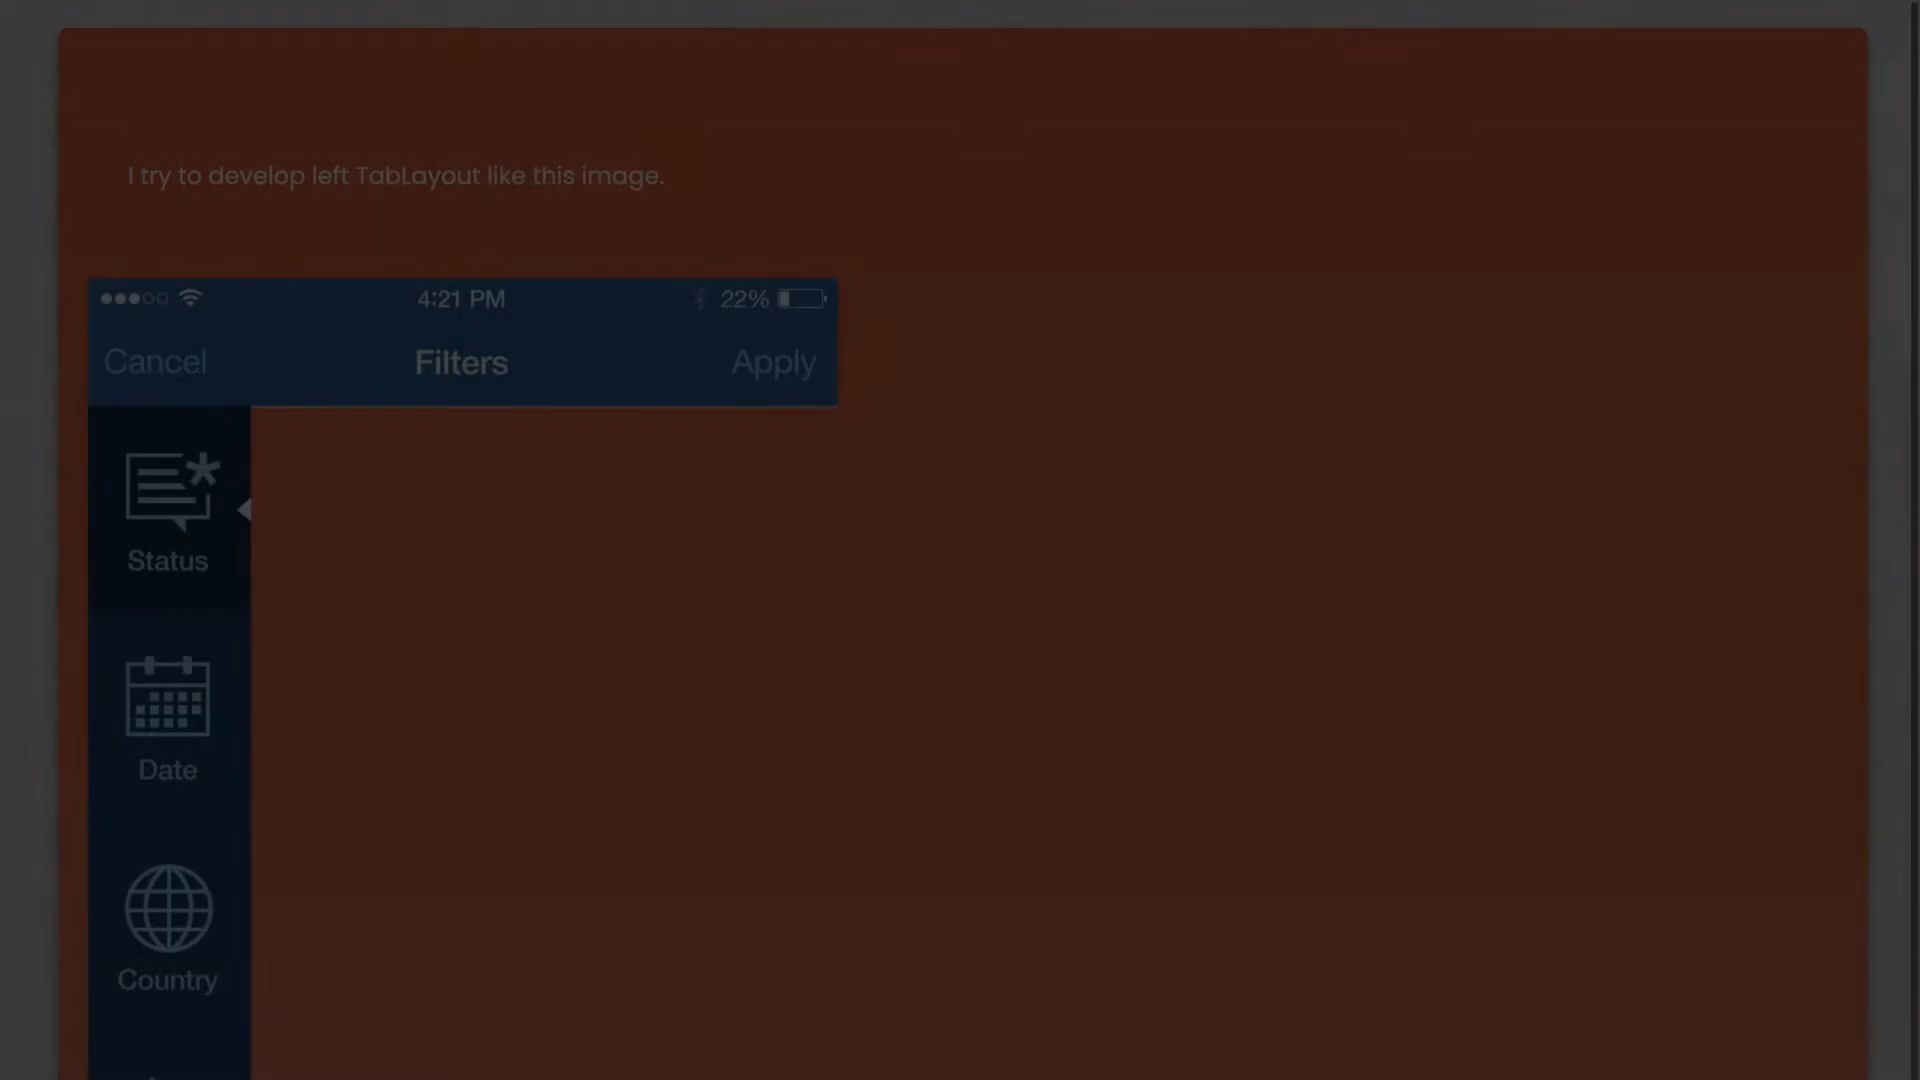 I try to develop left TabLayout like this image.
4:21 PM 22%
Cancel Filters Apply
Status
Date
Country